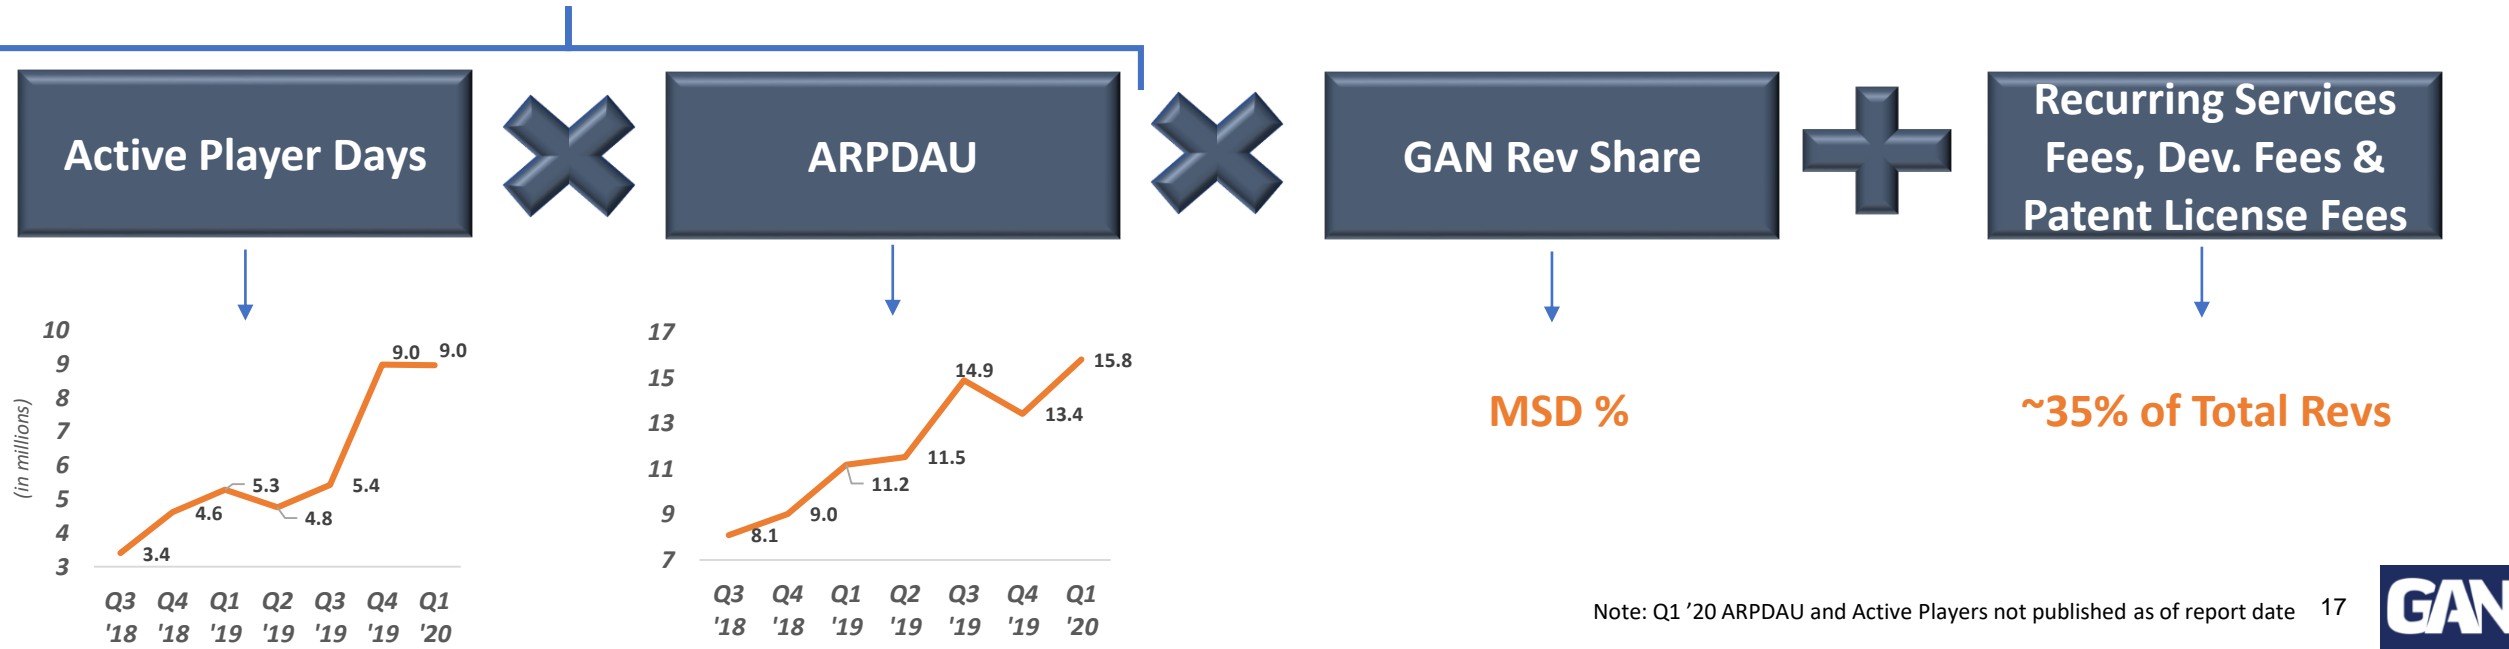 Active Player Days
ARPDAU
GAN Rev Share
Recurring Services
Fees, Dev. Fees &
Patent License Fees
(in millions)
10
9
8
7
6
5
4
3
3.4
4.6
5.3
4.8
5.4
9.0
9.0
Q3 Q4 Q1 Q2 Q3 Q4 Q1
'18 '18 '19 '19 '19 '19 '20
17
15
13
11
9
7
8.1
9.0
11.2
11.5
14.9
13.4
15.8
Q3 Q4 Q1 Q2 Q3 Q4 Q1
'18 '18 '19 '19 '19 '19 '20
MSD %
~35% of Total Revs
Note: Q1 ’20 ARPDAU and Active Players not published as of report date
17
GAN